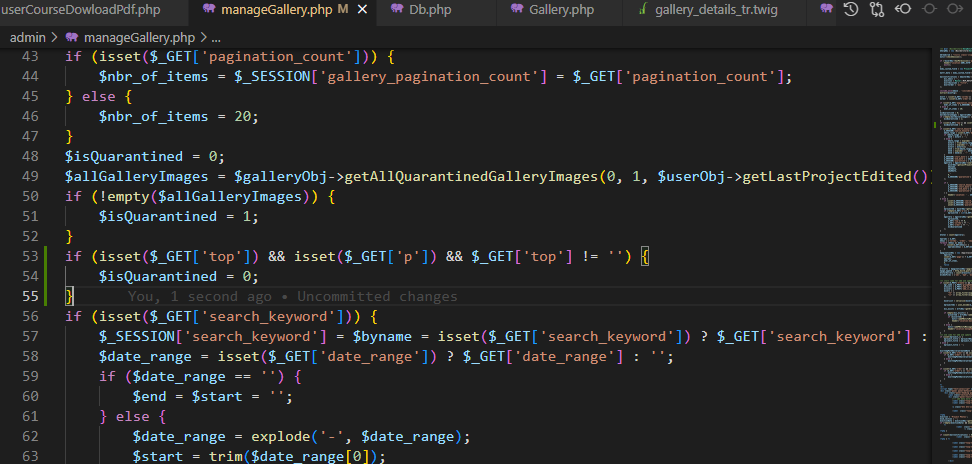 userCourseDowloadPdf.php manageGallery.php M × Db.php Gallery.php gallery_details_tr.twig
admin > manageGallery.php > ...
43 if (isset($_GET['pagination_count'])) {
44 $nbr_of_items = $_SESSION['gallery_pagination_count'] = $_GET['pagination_count'];
45 } else {
46 $nbr_of_items = 20;
47 }
48 $isQuarantined = 0;
49 $allGalleryImages = $galleryObj->getAllQuarantinedGalleryImages(0, 1, $userObj->getLastProjectEdited())
50 if (!empty($allGalleryImages)) {
51 $isQuarantined = 1;
52 }
53 if (isset($_GET['top']) && isset($_GET['p']) && $_GET['top'] != '') {
54 $isQuarantined = 0;
55 } You, 1 second ago • Uncommitted changes
56 if (isset($_GET['search_keyword'])) {
57 $_SESSION['search_keyword'] = $byname = isset($_GET['search_keyword']) ? $_GET['search_keyword'] :
58 $date_range = isset($_GET['date_range']) ? $_GET['date_range'] : '';
59 if ($date_range == '') {
60 $end = $start = '';
61 } else {
62 $date_range = explode('-', $date_range);
63 $start = trim($date_range[0]);